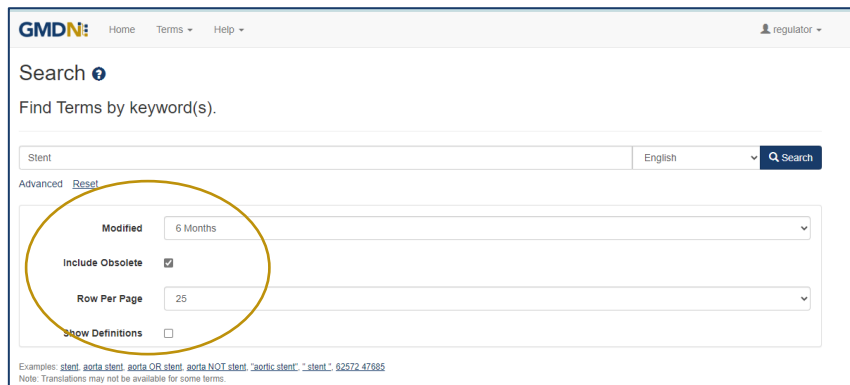 GMDN Home Terms Help regulator
Search ?
Find Terms by keyword(s).
Stent English Search
Advanced Reset
Modified 6 Months
Include Obsolete
Row Per Page 25
Show Definitions
Examples: stent, aorta stent, aorta OR stent, aorta NOT stent, "aortic stent", " stent ", 62572 47685
Note: Translations may not be available for some terms.